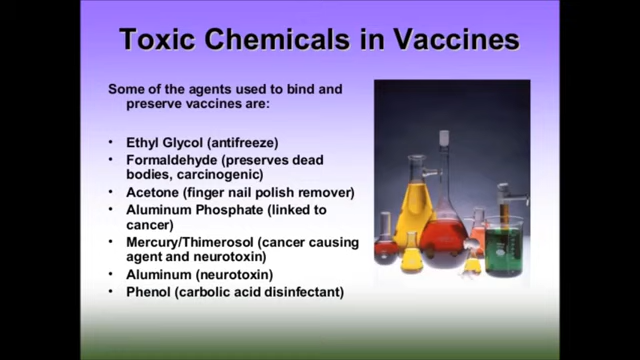 Toxic Chemicals in Vaccines
Some of the agents used to bind and
preserve vaccines are:
• Ethyl Glycol (antifreeze)
• Formaldehyde (preserves dead
bodies, carcinogenic)
• Acetone (finger nail polish remover)
• Aluminum Phosphate (linked to
cancer)
• Mercury/Thimerosol (cancer causing
agent and neurotoxin)
• Aluminum (neurotoxin)
• Phenol (carbolic acid disinfectant)